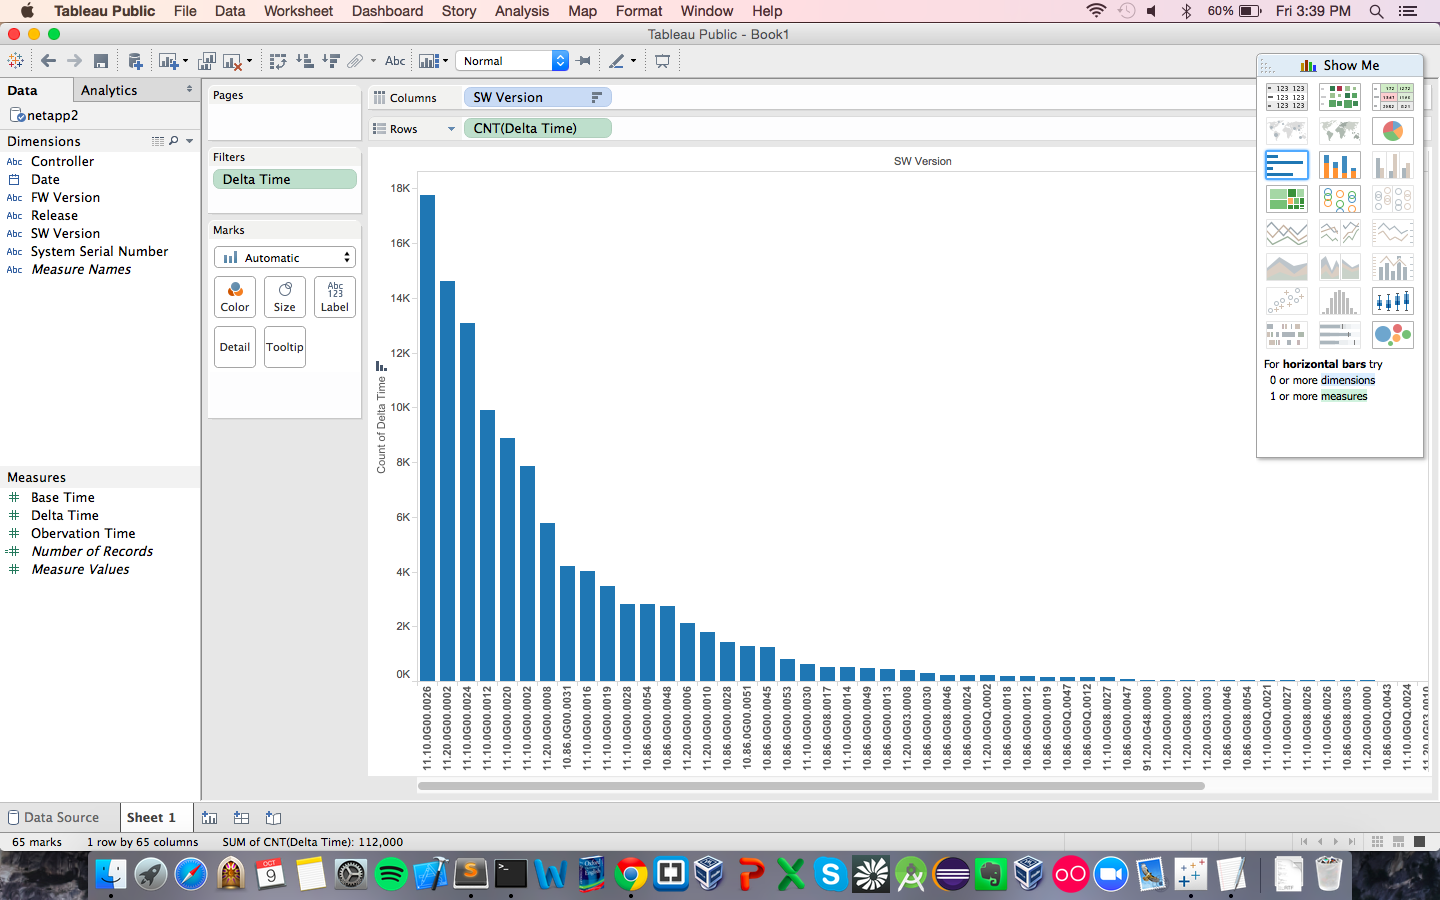 Tableau Public File Data Worksheet Dashboard Story Analysis Map Format Window Help 60% Fri 3:39 PM
Tableau Public - Book1
Abc Normal
Show Me
Data Analytics
netapp2
Dimensions
Abc Controller
Date
Abc FW Version
Abc Release
Abc SW Version
Abc System Serial Number
Abc Measure Names
Measures
Base Time
Delta Time
Obervation Time
Number of Records
Measure Values
Pages
Filters
Delta Time
Marks
Automatic
Color Size Abc 123 Label
Detail Tooltip
Columns SW Version
Rows CNT(Delta Time)
SW Version
Count of Delta Time
18K
16K
14K
12K
10K
8K
6K
4K
2K
0K
11.10.0G00.0026
11.20.0G00.0002
11.10.0G00.0024
11.10.0G00.0012
11.10.0G00.0020
11.10.0G00.0002
11.20.0G00.0008
10.86.0G00.0031
11.10.0G00.0016
11.10.0G00.0019
11.10.0G00.0028
10.86.0G00.0054
10.86.0G00.0048
11.20.0G00.0006
11.20.0G00.0010
10.86.0G00.0028
10.86.0G00.0051
10.86.0G00.0045
10.86.0G00.0053
11.10.0G00.0030
10.86.0G08.0017
11.10.0G00.0014
10.86.0G00.0049
10.86.0G00.0013
11.20.0G03.0008
10.86.0G00.0030
10.86.0G08.0046
10.86.0G00.0024
11.20.0G0Q.0002
11.10.0G00.0018
10.86.0G00.0012
10.86.0G00.0019
10.86.0G0Q.0047
11.10.0G0Q.0012
11.10.0G08.0027
10.86.0G00.0047
91.20.0G48.0008
11.20.0G00.0009
11.20.0G08.0002
11.20.0G03.0003
10.86.0G08.0046
10.86.0G08.0054
11.10.0G0Q.0021
11.10.0G00.0027
11.10.0G08.0026
11.10.0G06.0026
10.86.0G08.0036
11.20.0G00.0000
10.86.0G0Q.0043
11.10.0G00.0024
For horizontal bars try
0 or more dimensions
1 or more measures
Data Source Sheet 1
65 marks 1 row by 65 columns SUM of CNT(Delta Time): 112,000